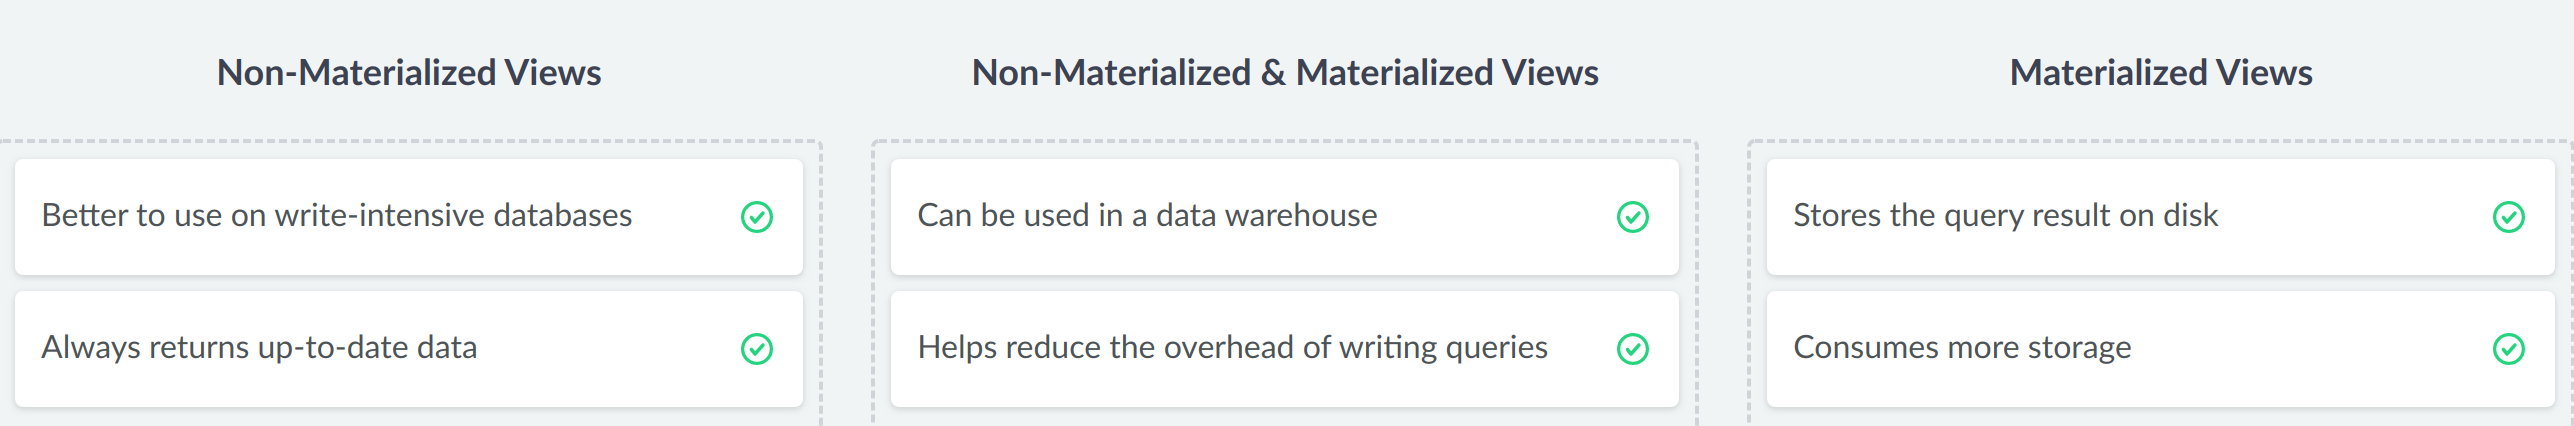 Non-Materialized Views
Better to use on write-intensive databases
Always returns up-to-date data
Non-Materialized & Materialized Views
Can be used in a data warehouse
Helps reduce the overhead of writing queries
Materialized Views
Stores the query result on disk
Consumes more storage